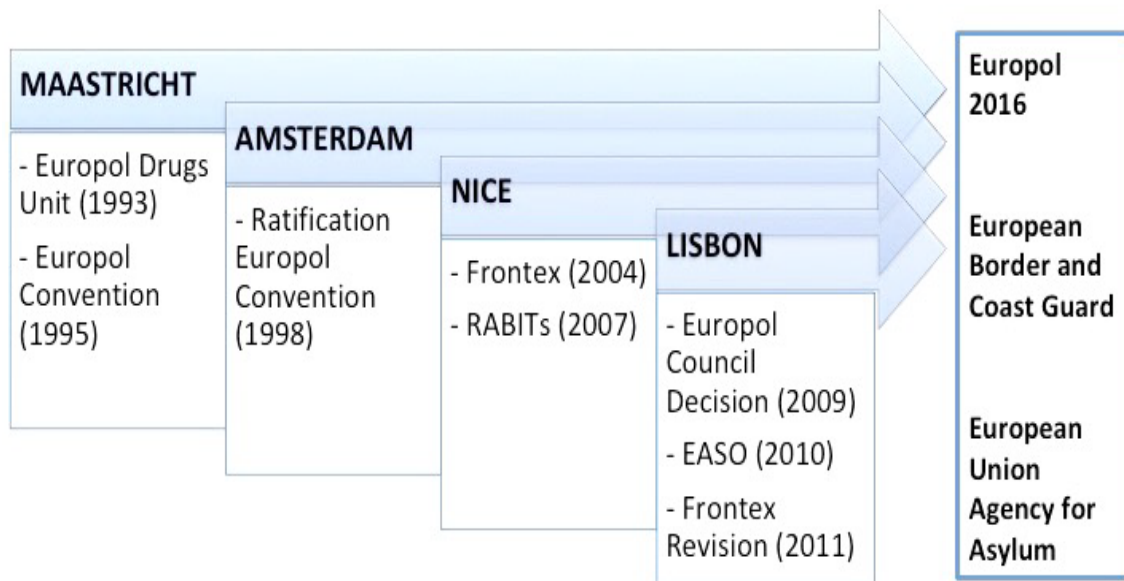 MAASTRICHT
- Europol Drugs
Unit (1993)
- Europol
Convention
(1995)
AMSTERDAM
- Ratification
Europol
Convention
(1998)
NICE
- Frontex (2004)
- RABITs (2007)
LISBON
- Europol
Council
Decision (2009)
- EASO (2010)
- Frontex
Revision (2011)
Europol
2016
European
Border and
Coast Guard
European
Union
Agency for
Asylum